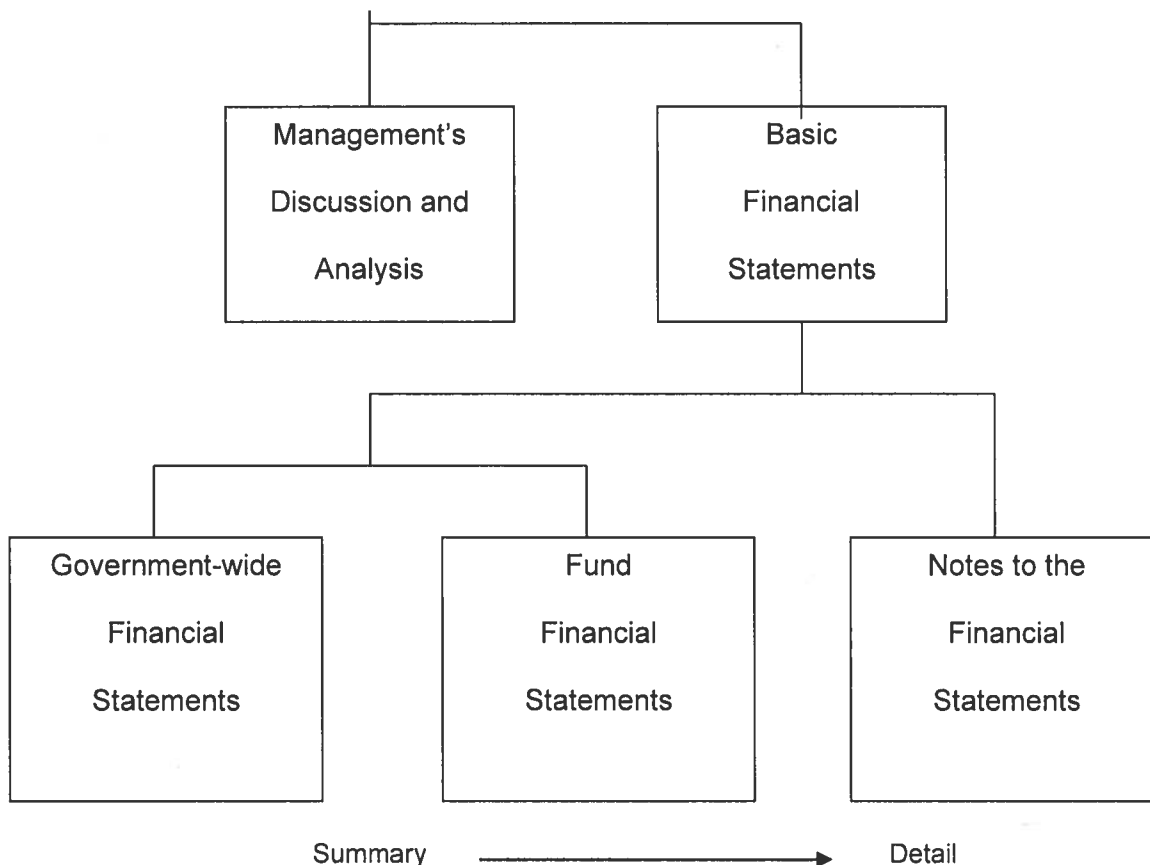 Management's
Discussion and
Analysis
Basic
Financial
Statements
Government-wide
Financial
Statements
Fund
Financial
Statements
Notes to the
Financial
Statements
Summary
Detail